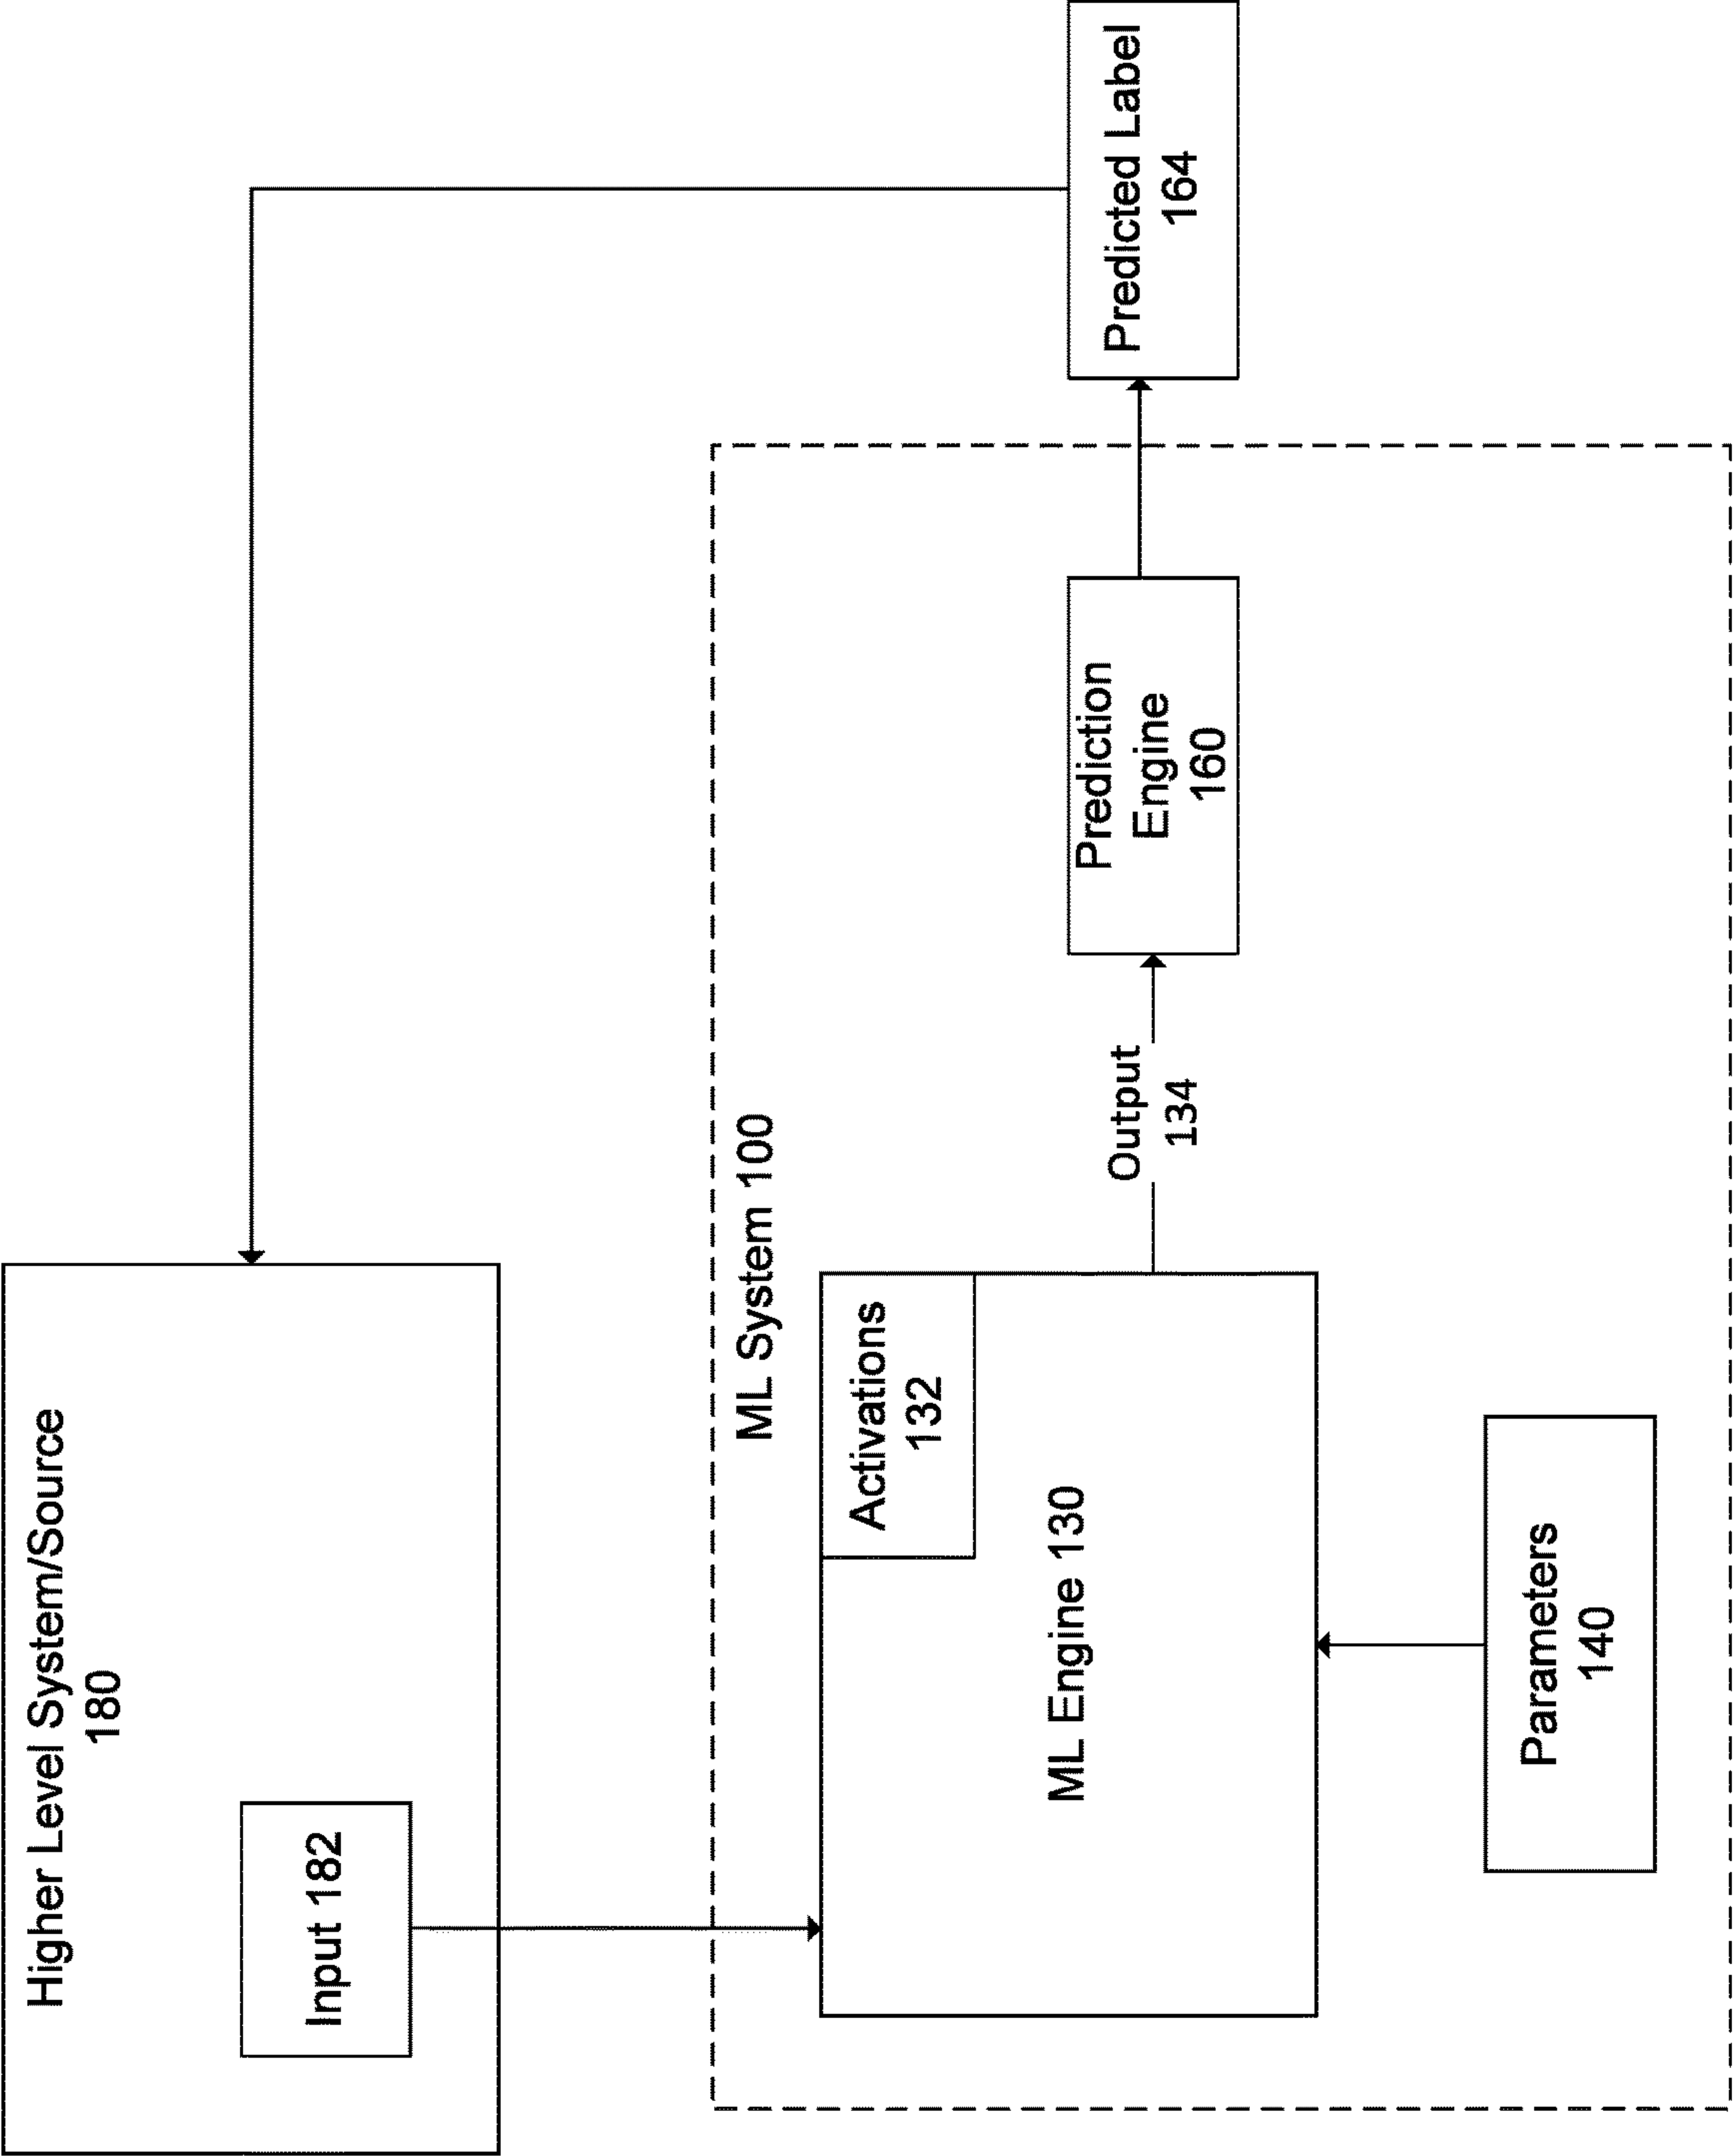 Higher Level System/Source
180
Input 182
ML System 100
Activations
132
ML Engine 130
Output
134
Prediction
Engine
160
Predicted Label
164
Parameters
140